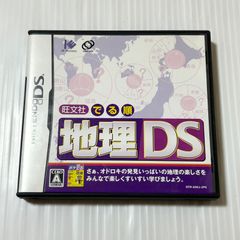 NINTENDO DS
旺文社 でる順
地理DS
CERO A
さぁ、オドロキの発見いっぱいの地理の楽しさを
みんなで楽しくすいすい学びましょう。